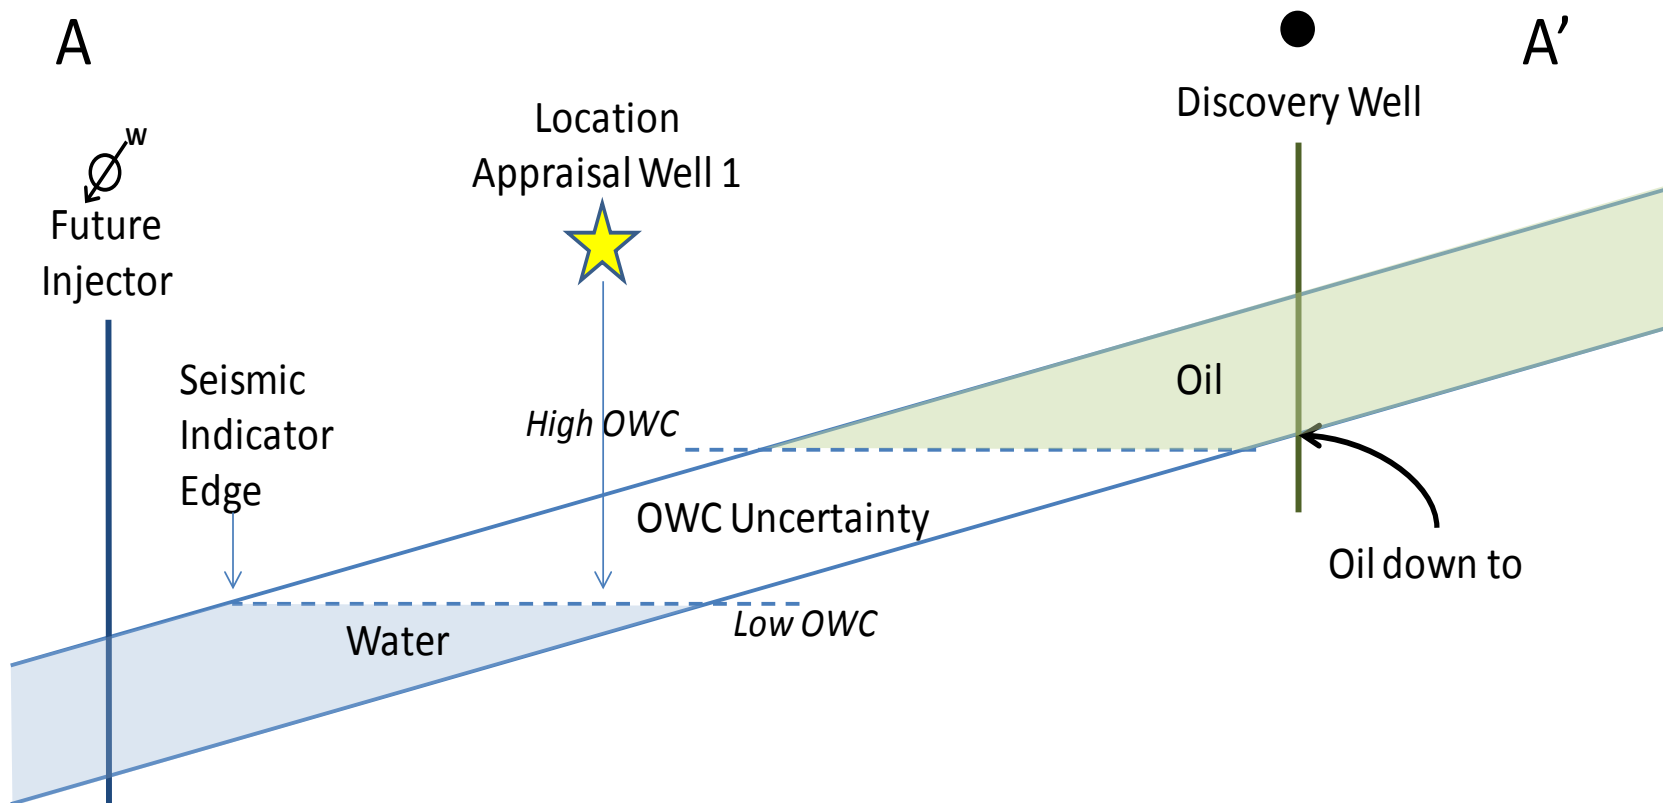 A
A’
Discovery Well
Location
Appraisal Well 1
W
Future
Injector
Seismic
Indicator
Edge
High OWC
Oil
OWC Uncertainty
Oil down to
Low OWC
Water